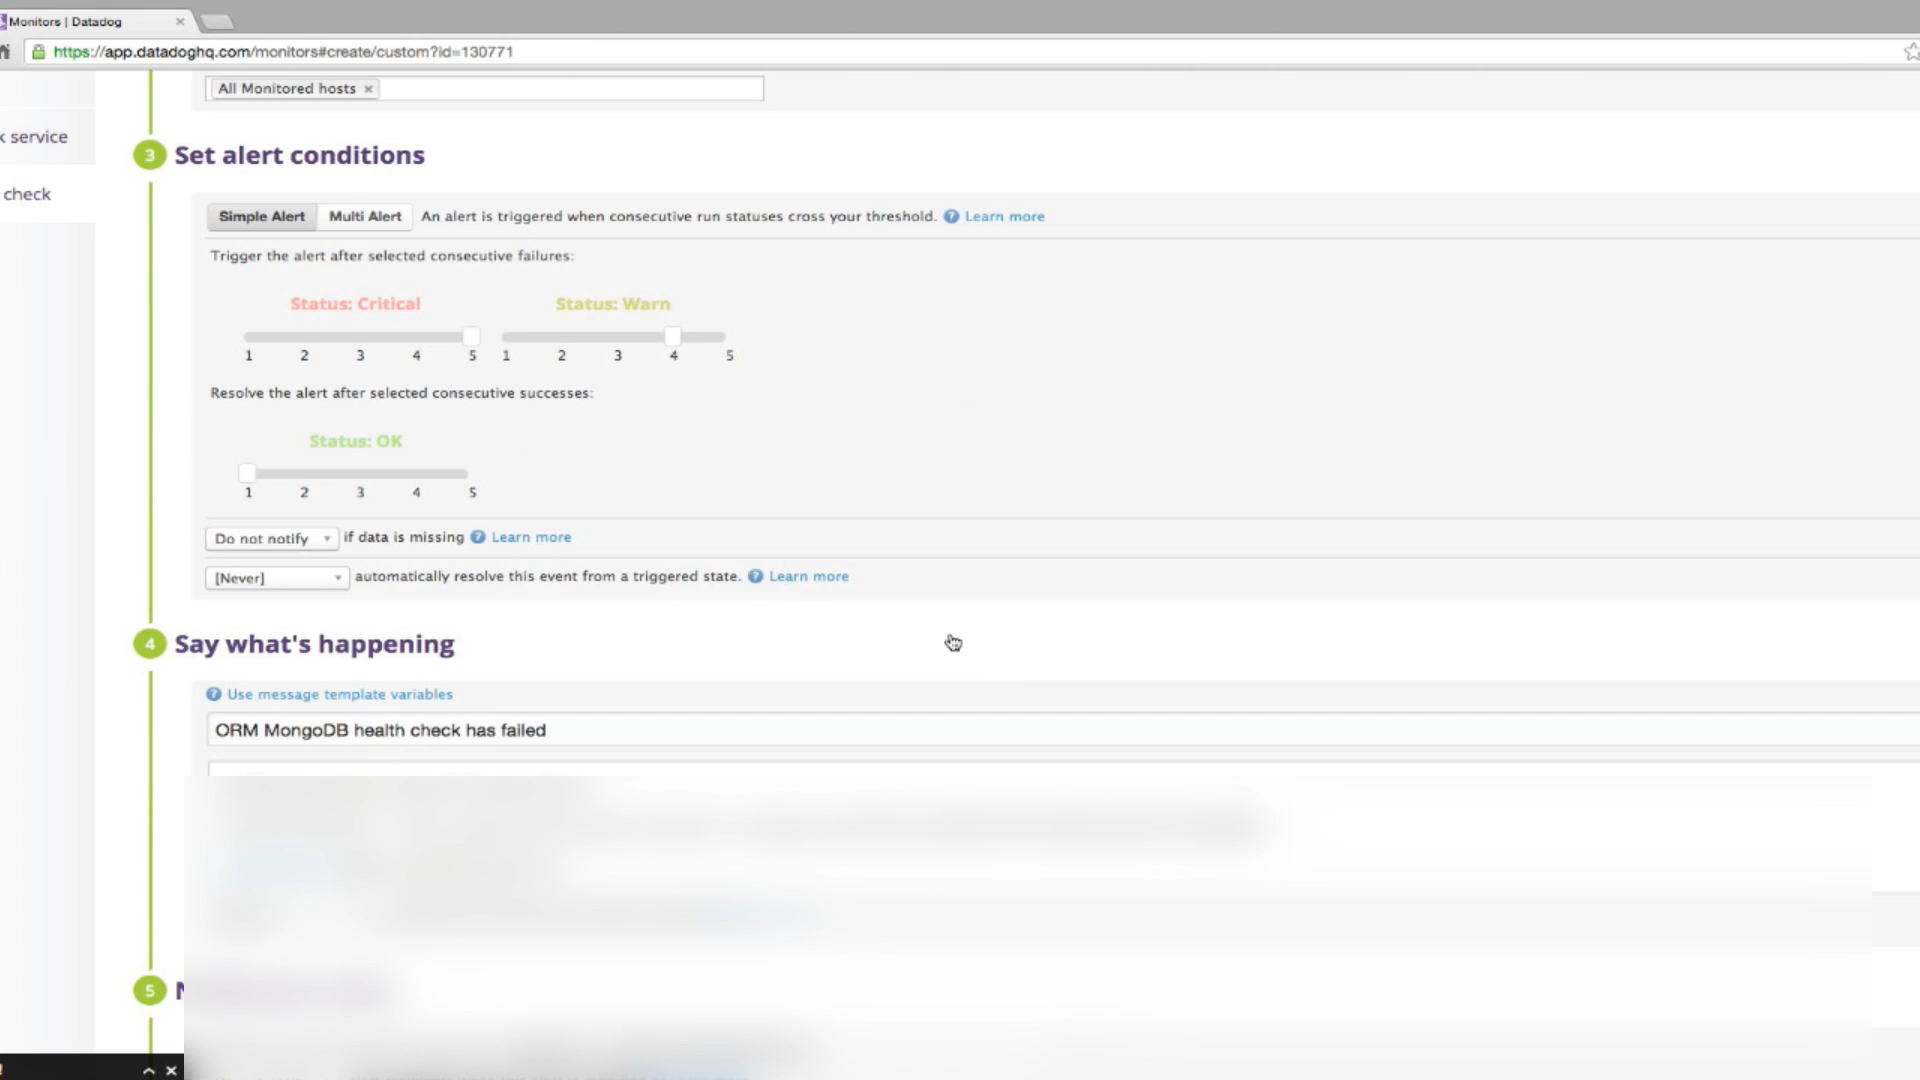 Monitors | Datadog
https://app.datadoghq.com/monitors#create/custom?id=130771
All Monitored hosts ×
service
check
3 Set alert conditions
Simple Alert Multi Alert An alert is triggered when consecutive run statuses cross your threshold. ? Learn more
Trigger the alert after selected consecutive failures:
Status: Critical Status: Warn
1 2 3 4 5 1 2 3 4 5
Resolve the alert after selected consecutive successes:
Status: OK
1 2 3 4 5
Do not notify if data is missing ? Learn more
[Never] automatically resolve this event from a triggered state. ? Learn more
4 Say what's happening
? Use message template variables
ORM MongoDB health check has failed
5